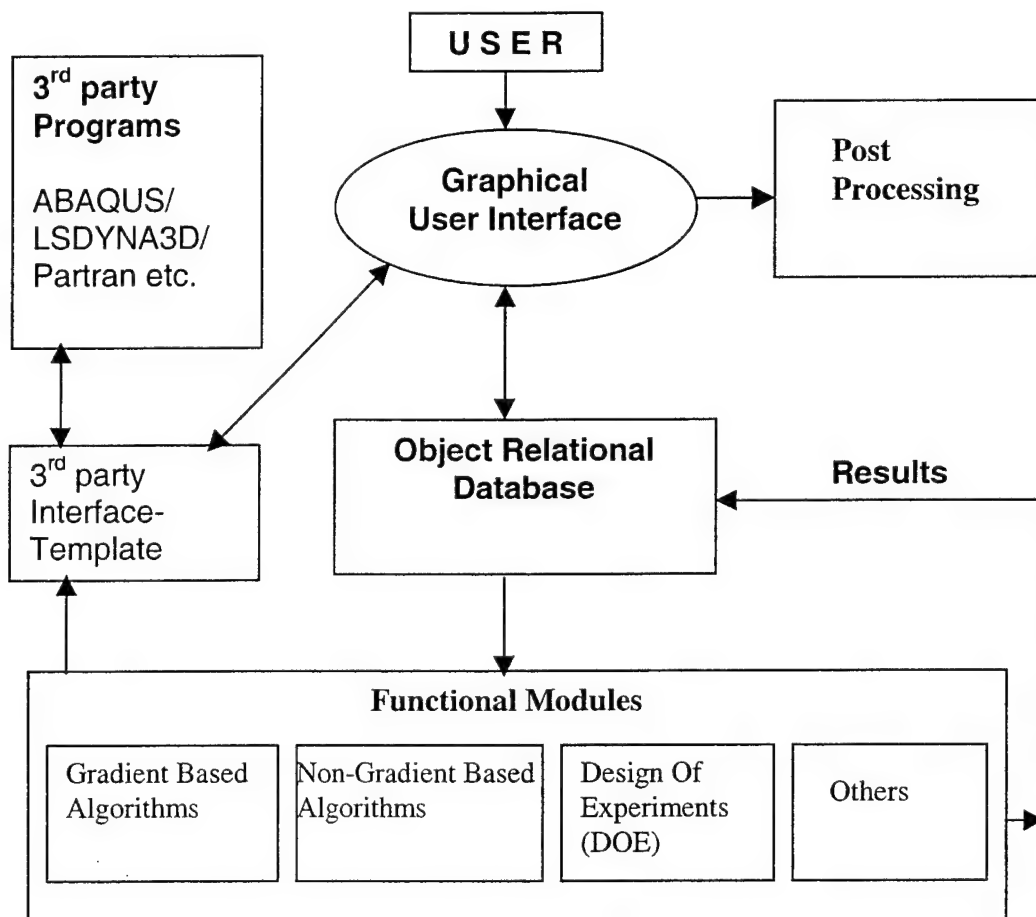 U S E R
3rd party
Programs
ABAQUS/
LSDYNA3D/
Partran etc.
Graphical
User Interface
Post
Processing
3rd party
Interface-
Template
Object Relational
Database
Results
Functional Modules
Gradient Based
Algorithms
Non-Gradient Based
Algorithms
Design Of
Experiments
(DOE)
Others